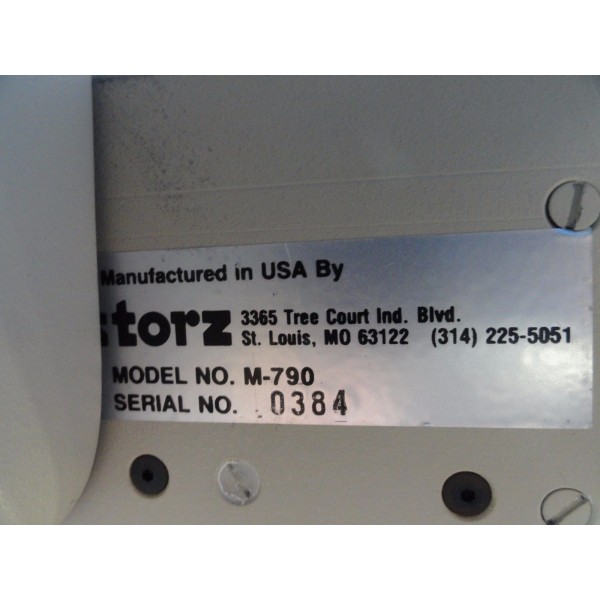 Manufactured in USA By
storz 3365 Tree Court Ind. Blvd.
St. Louis, MO 63122 (314) 225-5051
MODEL NO. M-790
SERIAL NO. 0384